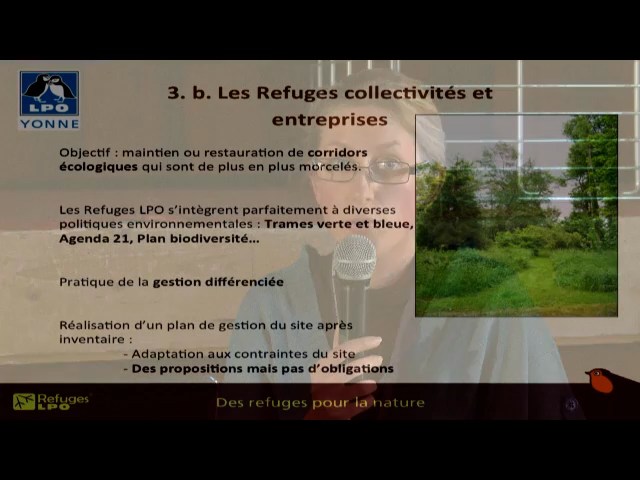 LPO
YONNE
3. b. Les Refuges collectivités et
entreprises
Objectif : maintien ou restauration de corridors
écologiques qui sont de plus en plus morcelés.
Les Refuges LPO s'intègrent parfaitement à diverses
politiques environnementales : Trames verte et bleue,
Agenda 21, Plan biodiversité...
Pratique de la gestion différenciée
Réalisation d'un plan de gestion du site après
inventaire :
- Adaptation aux contraintes du site
- Des propositions mais pas d'obligations
Refuges
LPO
Des refuges pour la nature